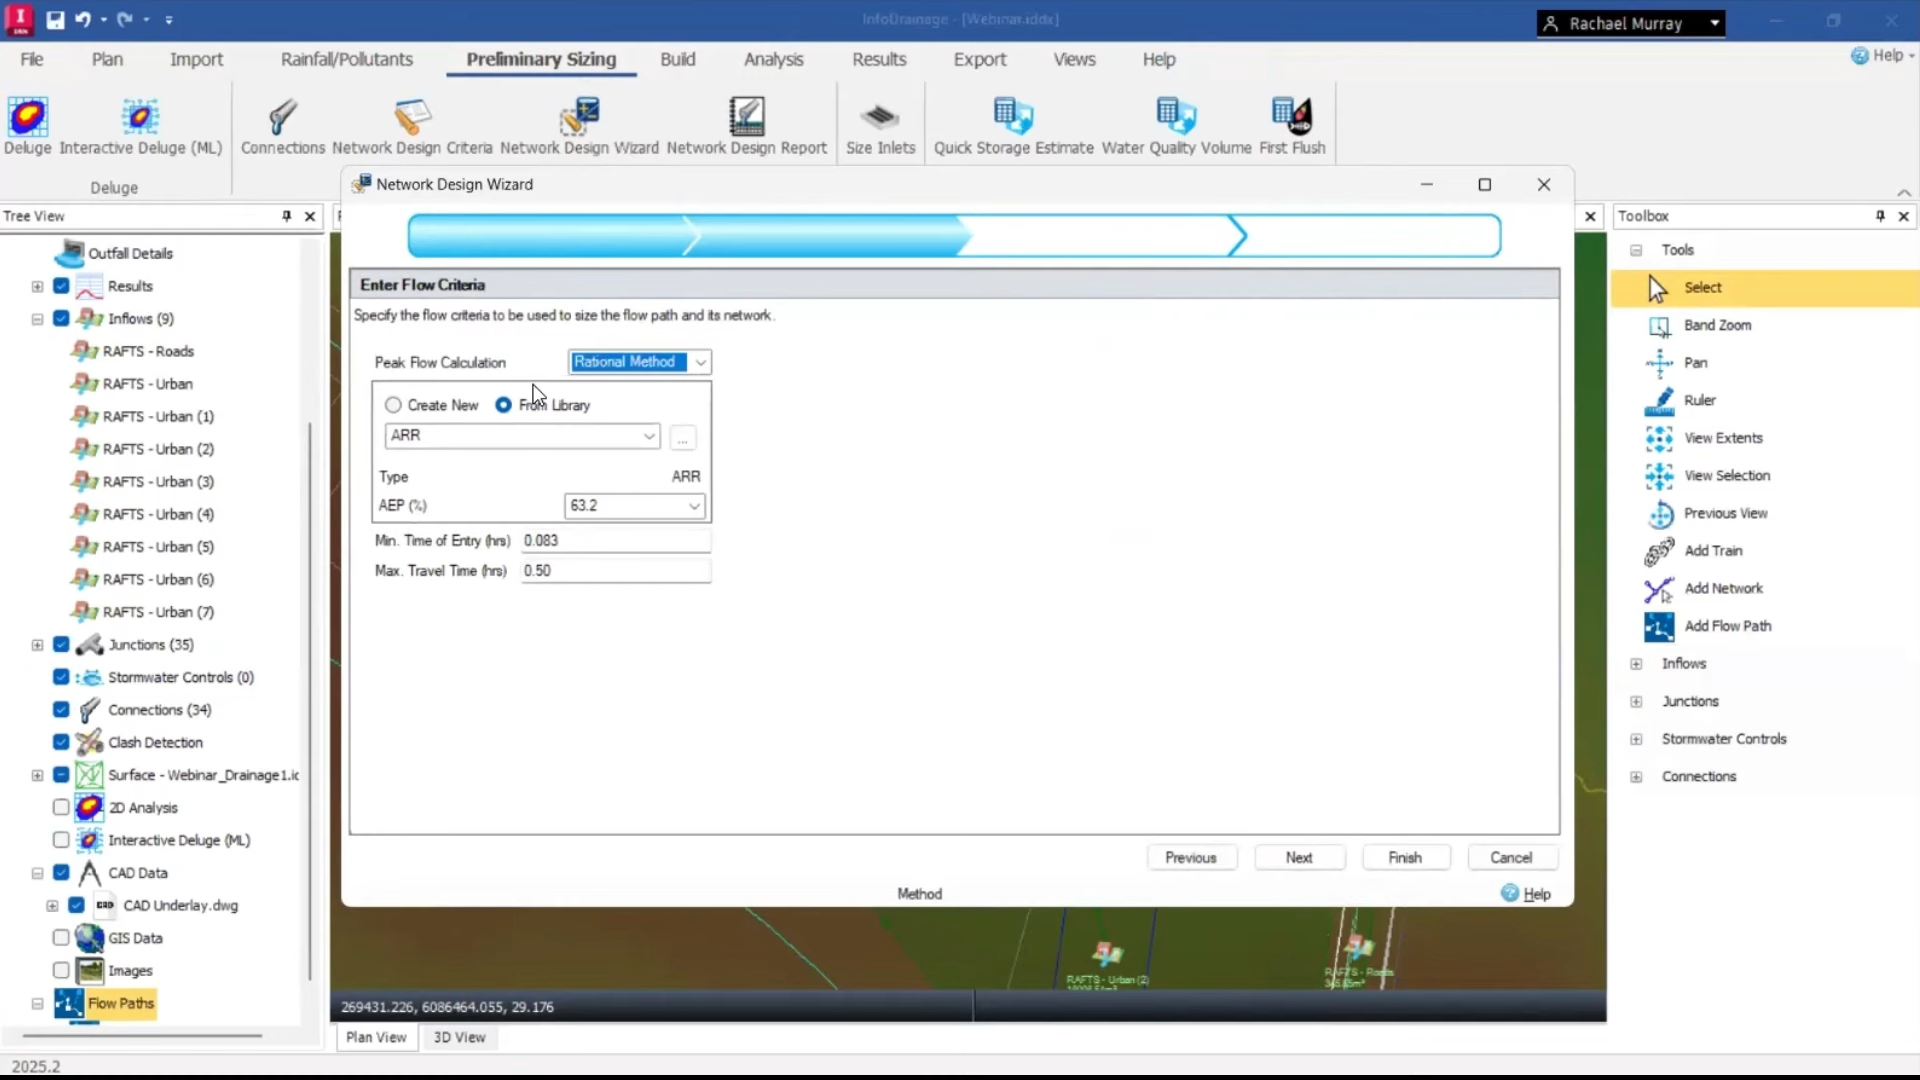 InfoDrainage - [Webinar.iddx]
Rachael Murray
File
Plan
Import
Rainfall/Pollutants
Preliminary Sizing
Build
Analysis
Results
Export
Views
Help
Help
Deluge
Interactive Deluge (ML)
Connections
Network Design Criteria
Network Design Wizard
Network Design Report
Size Inlets
Quick Storage Estimate
Water Quality Volume
First Flush
Deluge
Tree View
Outfall Details
Results
Inflows (9)
RAFTS - Roads
RAFTS - Urban
RAFTS - Urban (1)
RAFTS - Urban (2)
RAFTS - Urban (3)
RAFTS - Urban (4)
RAFTS - Urban (5)
RAFTS - Urban (6)
RAFTS - Urban (7)
Junctions (35)
Stormwater Controls (0)
Connections (34)
Clash Detection
Surface - Webinar_Drainage1.ic
2D Analysis
Interactive Deluge (ML)
CAD Data
CAD Underlay.dwg
GIS Data
Images
Flow Paths
Network Design Wizard
Enter Flow Criteria
Specify the flow criteria to be used to size the flow path and its network.
Peak Flow Calculation
Rational Method
Create New
From Library
ARR
...
Type
ARR
AEP (%)
63.2
Min. Time of Entry (hrs)
0.083
Max. Travel Time (hrs)
0.50
Previous
Next
Finish
Cancel
Method
Help
RAFTS - Urban (2)
RAFTS - Roads
269431.226, 6086464.055, 29.176
Plan View
3D View
Toolbox
Tools
Select
Band Zoom
Pan
Ruler
View Extents
View Selection
Previous View
Add Train
Add Network
Add Flow Path
Inflows
Junctions
Stormwater Controls
Connections
2025.2